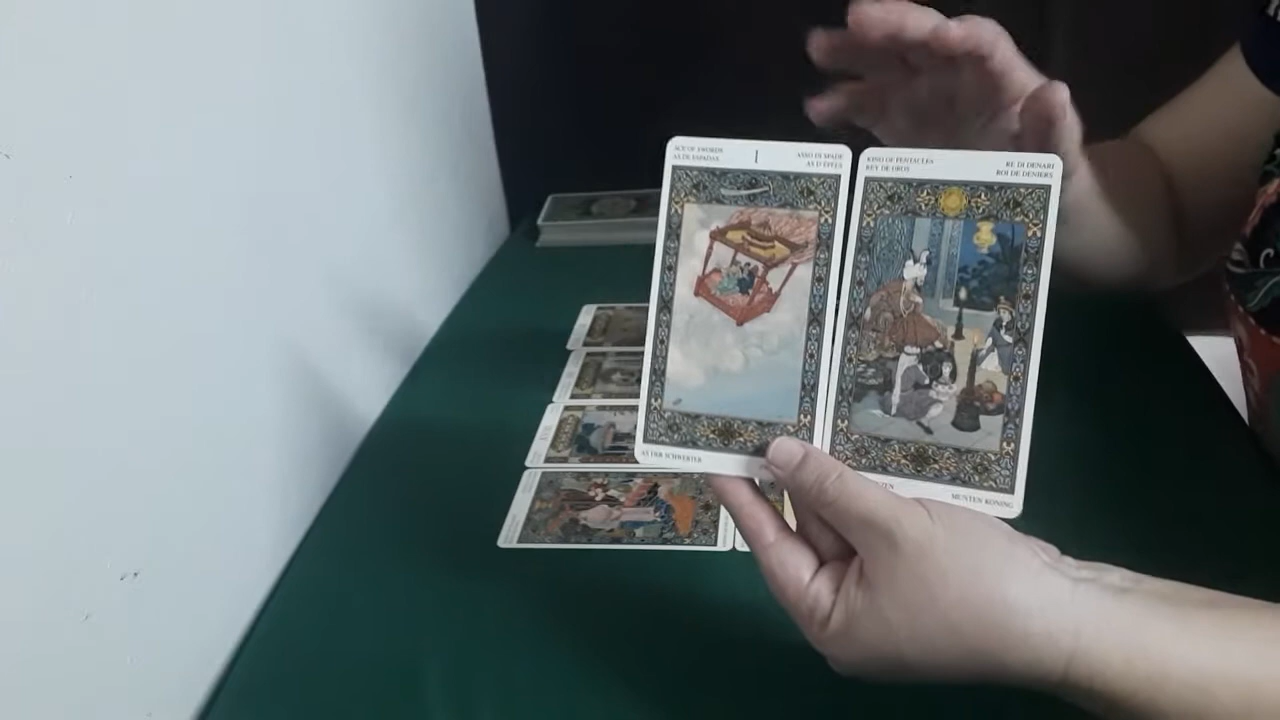 ACE OF SWORDS
AS DE ESPADAS
I
ASSO DI SPADE
AS D'ÉPÉES
AS DER SCHWERTER
KING OF PENTACLES
REY DE OROS
RE DI DENARI
ROI DE DENIERS
MUNTEN KONING